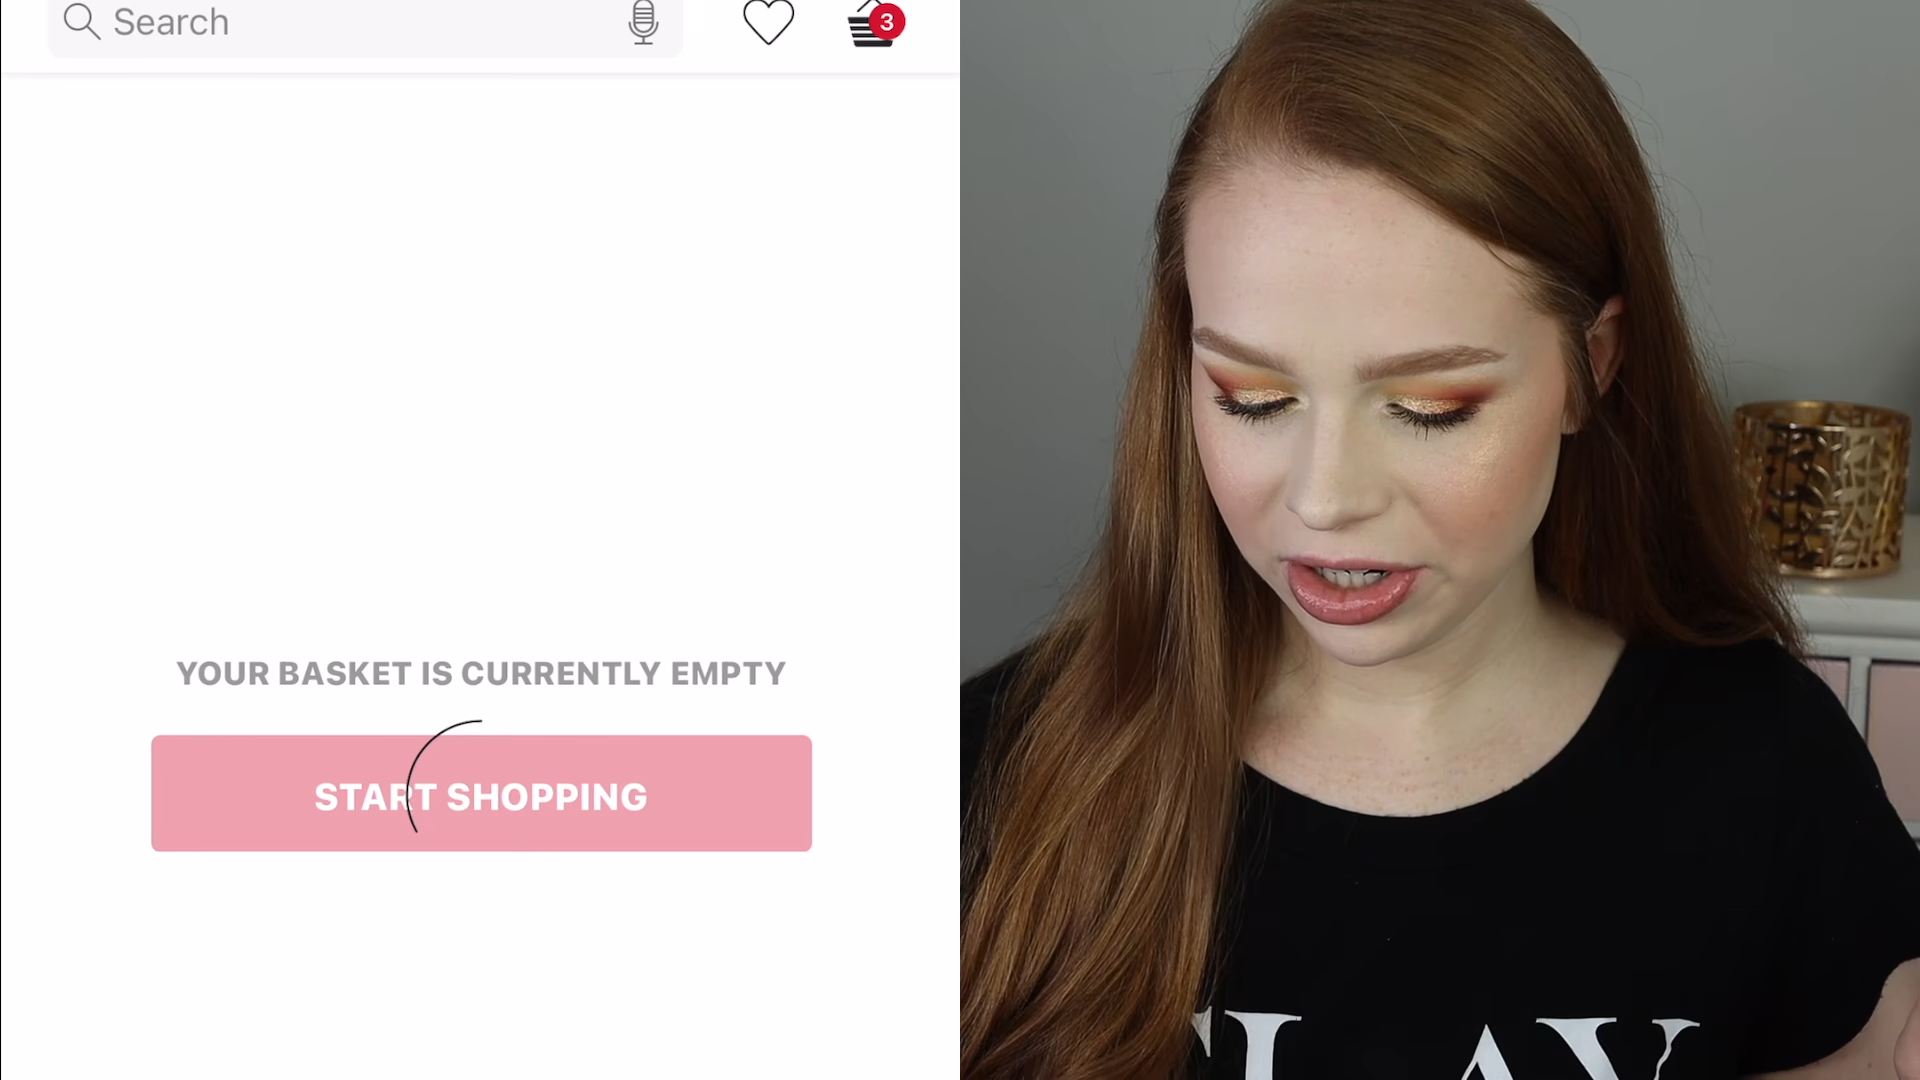 Search
3
YOUR BASKET IS CURRENTLY EMPTY
START SHOPPING